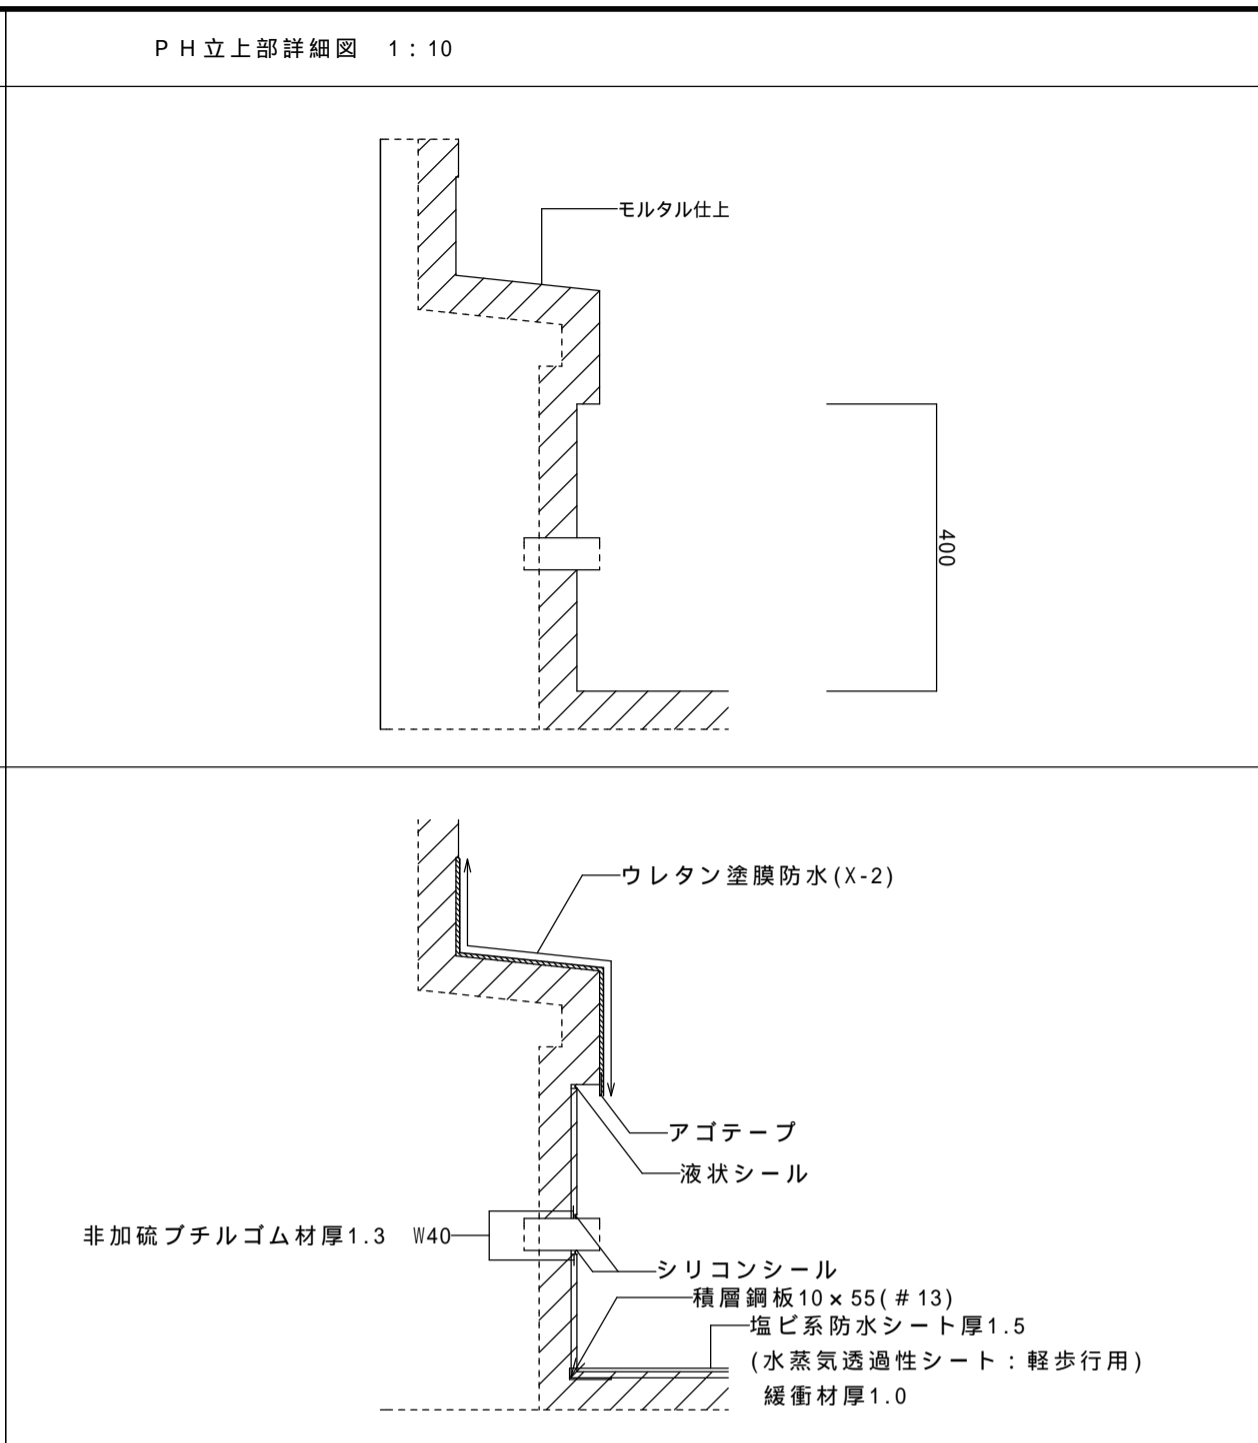 PH立上部詳細図 1:10
モルタル仕上
400
ウレタン塗膜防水(X-2)
アゴテープ
液状シール
非加硫ブチルゴム材厚1.3 W40
シリコンシール
積層鋼板10×55(#13)
塩ビ系防水シート厚1.5
(水蒸気透過性シート:軽歩行用)
緩衝材厚1.0